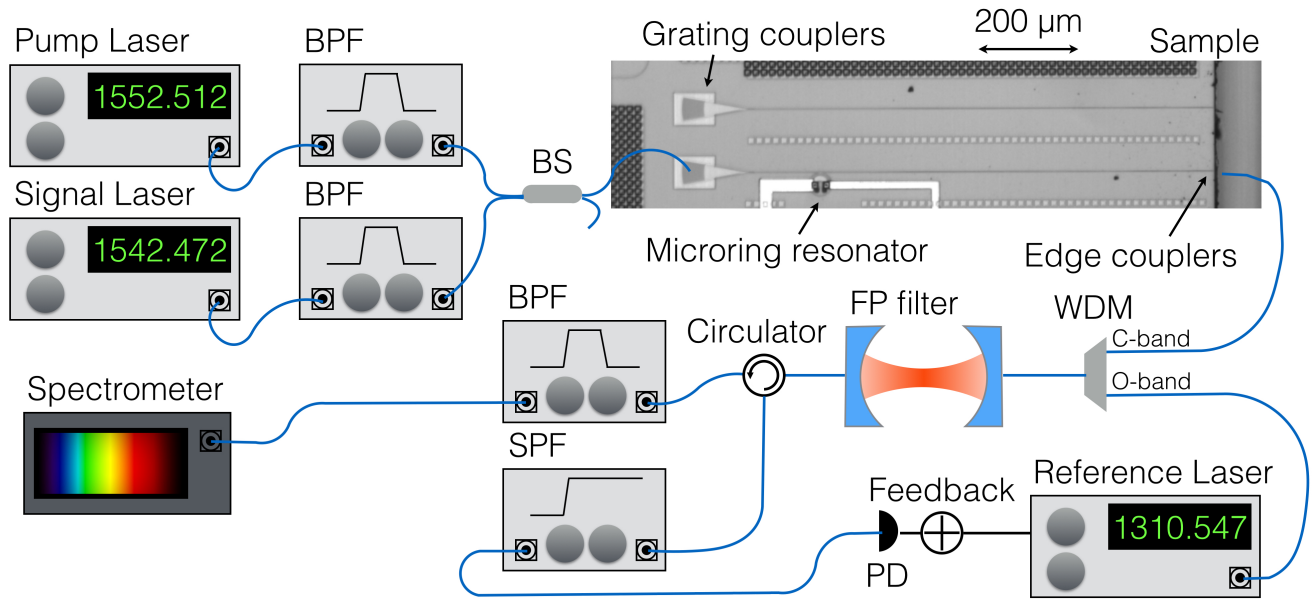 Pump Laser
1552.512
BPF
Signal Laser
1542.472
BPF
BS
Grating couplers
200 µm
Sample
Microring resonator
Edge couplers
BPF
Circulator
FP filter
WDM
C-band
O-band
Spectrometer
SPF
Feedback
PD
Reference Laser
1310.547